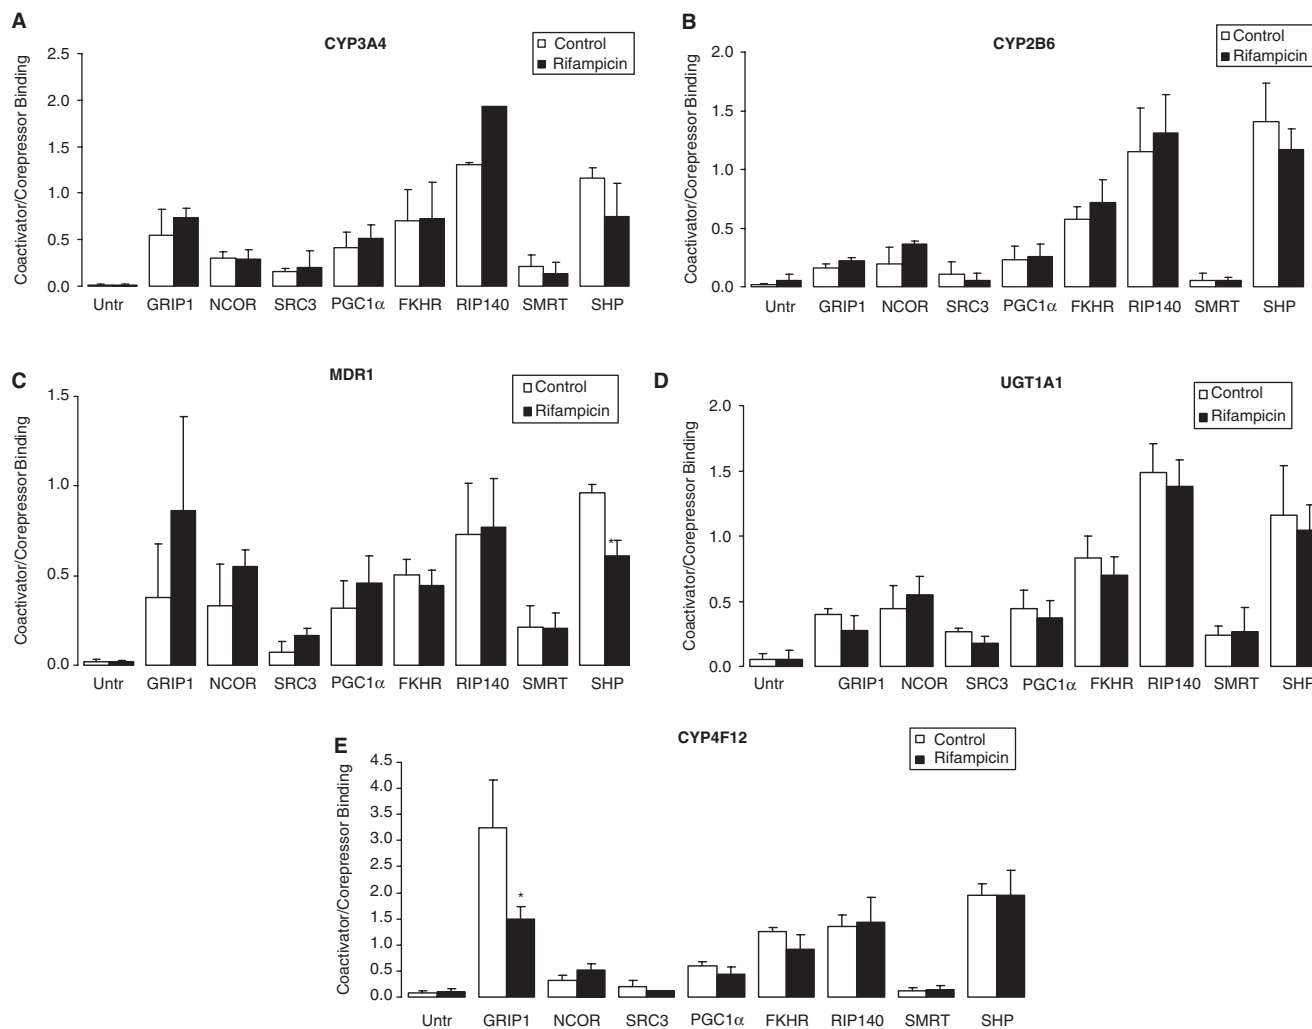 A
CYP3A4
Control
Rifampicin
Coactivator/Corepressor Binding
2.5
2.0
1.5
1.0
0.5
0.0
Untr GRIP1 NCOR SRC3 PGC1α FKHR RIP140 SMRT SHP
B
CYP2B6
Control
Rifampicin
Coactivator/Corepressor Binding
2.0
1.5
1.0
0.5
0.0
Untr GRIP1 NCOR SRC3 PGC1α FKHR RIP140 SMRT SHP
C
MDR1
Control
Rifampicin
Coactivator/Corepressor Binding
1.5
1.0
0.5
0.0
*
Untr GRIP1 NCOR SRC3 PGC1α FKHR RIP140 SMRT SHP
D
UGT1A1
Control
Rifampicin
Coactivator/Corepressor Binding
2.0
1.5
1.0
0.5
0.0
Untr GRIP1 NCOR SRC3 PGC1α FKHR RIP140 SMRT SHP
E
CYP4F12
Control
Rifampicin
Coactivator/Corepressor Binding
4.5
4.0
3.5
3.0
2.5
2.0
1.5
1.0
0.5
0.0
*
Untr GRIP1 NCOR SRC3 PGC1α FKHR RIP140 SMRT SHP